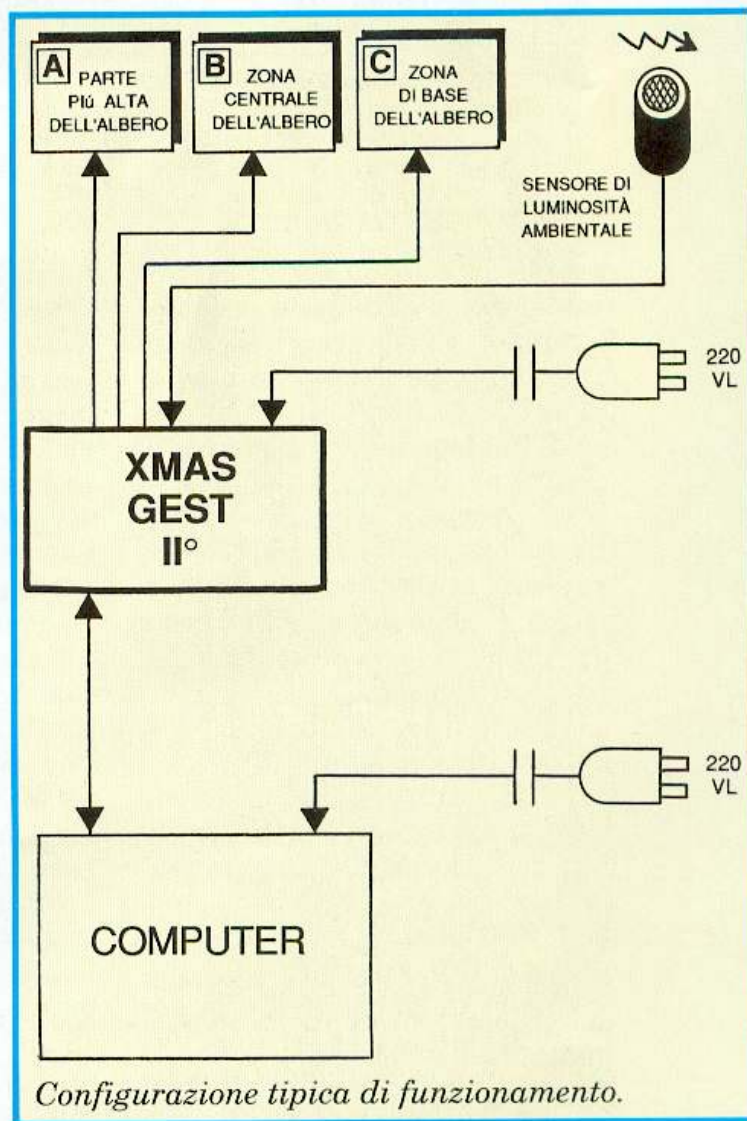 A
PARTE
PIú ALTA
DELL'ALBERO
B
ZONA
CENTRALE
DELL'ALBERO
C
ZONA
DI BASE
DELL'ALBERO
SENSORE DI
LUMINOSITÀ
AMBIENTALE
220
VL
XMAS
GEST
II°
220
VL
COMPUTER
Configurazione tipica di funzionamento.